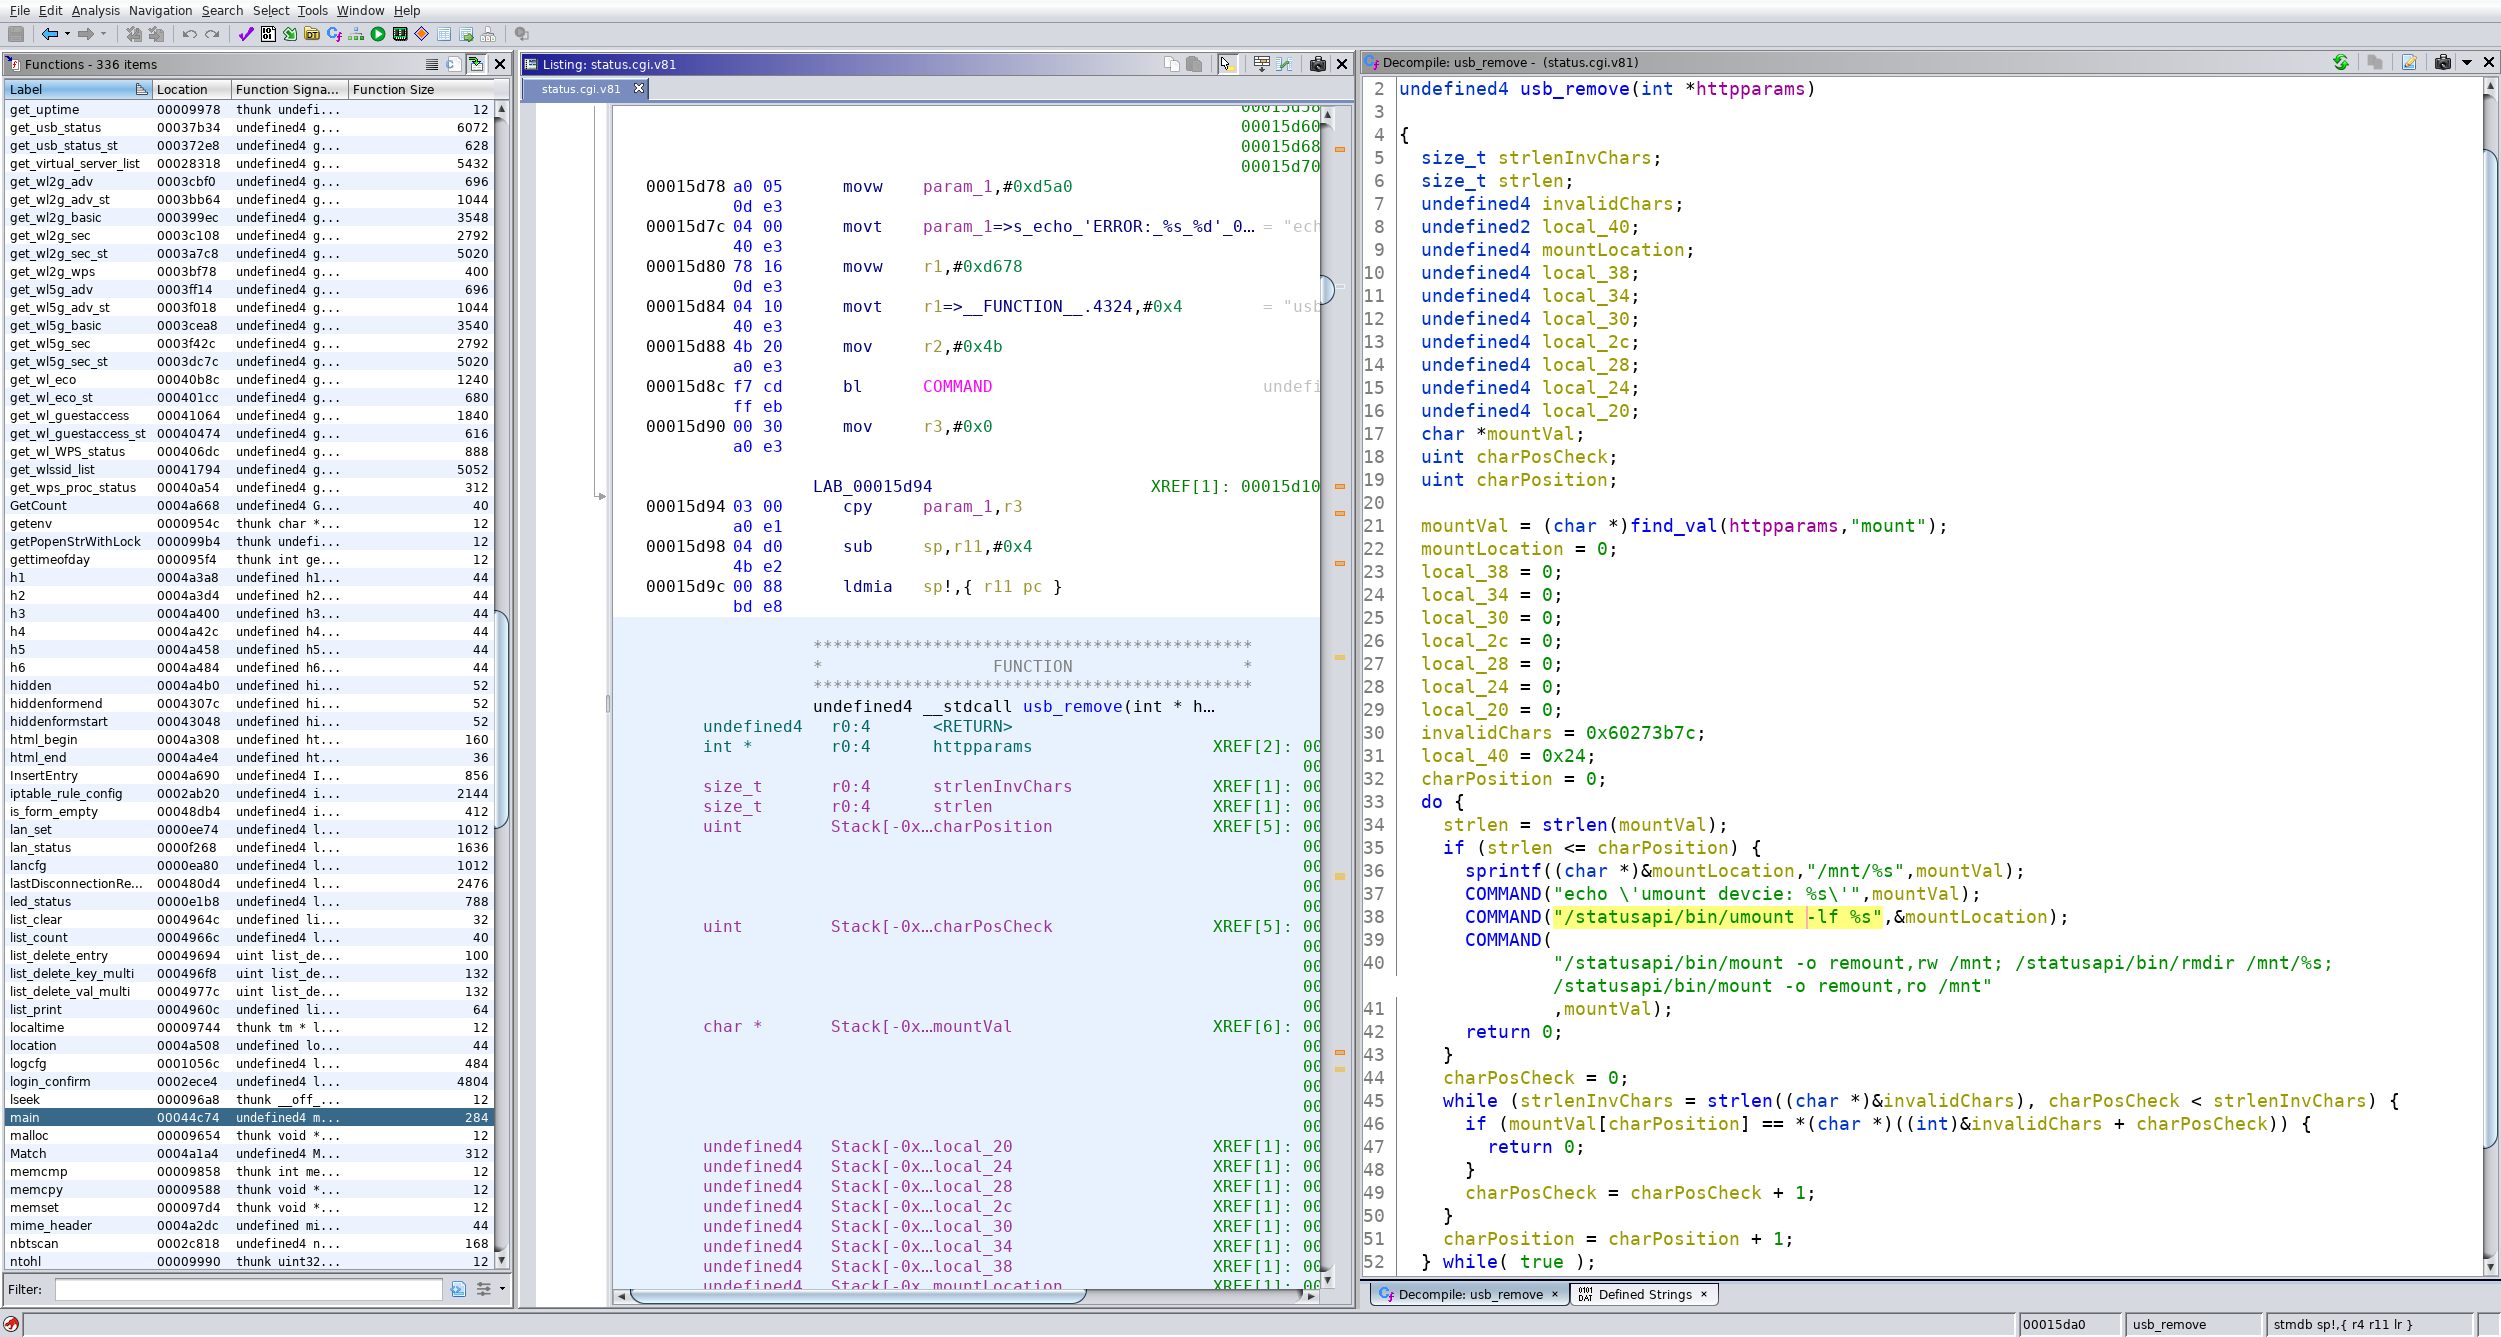 File Edit Analysis Navigation Search Select Tools Window Help
Functions - 336 items
Label Location Function Signa... Function Size
get_uptime 00009978 thunk undefi... 12
get_usb_status 00037b34 undefined4 g... 6072
get_usb_status_st 000372e8 undefined4 g... 628
get_virtual_server_list 00028318 undefined4 g... 5432
get_wl2g_adv 0003cbf0 undefined4 g... 696
get_wl2g_adv_st 0003bb64 undefined4 g... 1044
get_wl2g_basic 000399ec undefined4 g... 3548
get_wl2g_sec 0003c108 undefined4 g... 2792
get_wl2g_sec_st 0003a7c8 undefined4 g... 5020
get_wl2g_wps 0003bf78 undefined4 g... 400
get_wl5g_adv 0003ff14 undefined4 g... 696
get_wl5g_adv_st 0003f018 undefined4 g... 1044
get_wl5g_basic 0003cea8 undefined4 g... 3540
get_wl5g_sec 0003f42c undefined4 g... 2792
get_wl5g_sec_st 0003dc7c undefined4 g... 5020
get_wl_eco 00040b8c undefined4 g... 1240
get_wl_eco_st 000401cc undefined4 g... 680
get_wl_guestaccess 00041064 undefined4 g... 1840
get_wl_guestaccess_st 00040474 undefined4 g... 616
get_wl_WPS_status 000406dc undefined4 g... 888
get_wlssid_list 00041794 undefined4 g... 5052
get_wps_proc_status 00040a54 undefined4 g... 312
GetCount 0004a668 undefined4 G... 40
getenv 0000954c thunk char *... 12
getPopenStrWithLock 000099b4 thunk undefi... 12
gettimeofday 000095f4 thunk int ge... 12
h1 0004a3a8 undefined h1... 44
h2 0004a3d4 undefined h2... 44
h3 0004a400 undefined h3... 44
h4 0004a42c undefined h4... 44
h5 0004a458 undefined h5... 44
h6 0004a484 undefined h6... 44
hidden 0004a4b0 undefined hi... 52
hiddenformend 0004307c undefined hi... 52
hiddenformstart 00043048 undefined hi... 52
html_begin 0004a308 undefined ht... 160
html_end 0004a4e4 undefined ht... 36
InsertEntry 0004a690 undefined4 I... 856
iptable_rule_config 0002ab20 undefined4 i... 2144
is_form_empty 00048db4 undefined4 i... 412
lan_set 0000ee74 undefined4 l... 1012
lan_status 0000f268 undefined4 l... 1636
lancfg 0000ea80 undefined4 l... 1012
lastDisconnectionRe... 000480d4 undefined4 l... 2476
led_status 0000e1b8 undefined4 l... 788
list_clear 0004964c undefined li... 32
list_count 0004966c undefined4 l... 40
list_delete_entry 00049694 uint list_de... 100
list_delete_key_multi 000496f8 uint list_de... 132
list_delete_val_multi 0004977c uint list_de... 132
list_print 0004960c undefined li... 64
localtime 00009744 thunk tm * l... 12
location 0004a508 undefined lo... 44
logcfg 0001056c undefined4 l... 484
login_confirm 0002ece4 undefined4 l... 4804
lseek 000096a8 thunk __off_... 12
main 00044c74 undefined4 m... 284
malloc 00009654 thunk void *... 12
Match 0004a1a4 undefined4 M... 312
memcmp 00009858 thunk int me... 12
memcpy 00009588 thunk void *... 12
memset 000097d4 thunk void *... 12
mime_header 0004a2dc undefined mi... 44
nbtscan 0002c818 undefined4 n... 168
ntohl 00009990 thunk uint32... 12
Filter:
Listing: status.cgi.v81
status.cgi.v81
00015d58
00015d60
00015d68
00015d70
00015d78 a0 05 movw param_1,#0xd5a0
0d e3
00015d7c 04 00 movt param_1=>s_echo_'ERROR:_%s_%d'_0... = "ech
40 e3
00015d80 78 16 movw r1,#0xd678
0d e3
00015d84 04 10 movt r1=>__FUNCTION__.4324,#0x4 = "usb
40 e3
00015d88 4b 20 mov r2,#0x4b
a0 e3
00015d8c f7 cd bl COMMAND undefi
ff eb
00015d90 00 30 mov r3,#0x0
a0 e3
LAB_00015d94 XREF[1]: 00015d10
00015d94 03 00 cpy param_1,r3
a0 e1
00015d98 04 d0 sub sp,r11,#0x4
4b e2
00015d9c 00 88 ldmia sp!,{ r11 pc }
bd e8
********************************************
* FUNCTION *
********************************************
undefined4 __stdcall usb_remove(int * h...
undefined4 r0:4 <RETURN>
int * r0:4 httpparams XREF[2]: 00
00
size_t r0:4 strlenInvChars XREF[1]: 00
size_t r0:4 strlen XREF[1]: 00
uint Stack[-0x...charPosition XREF[5]: 00
00
00
00
00
uint Stack[-0x...charPosCheck XREF[5]: 00
00
00
00
00
char * Stack[-0x...mountVal XREF[6]: 00
00
00
00
00
00
undefined4 Stack[-0x...local_20 XREF[1]: 00
undefined4 Stack[-0x...local_24 XREF[1]: 00
undefined4 Stack[-0x...local_28 XREF[1]: 00
undefined4 Stack[-0x...local_2c XREF[1]: 00
undefined4 Stack[-0x...local_30 XREF[1]: 00
undefined4 Stack[-0x...local_34 XREF[1]: 00
undefined4 Stack[-0x...local_38 XREF[1]: 00
undefined4 Stack[-0x...mountLocation XREF[1]: 00
Decompile: usb_remove - (status.cgi.v81)
2 undefined4 usb_remove(int *httpparams)
3
4 {
5 size_t strlenInvChars;
6 size_t strlen;
7 undefined4 invalidChars;
8 undefined2 local_40;
9 undefined4 mountLocation;
10 undefined4 local_38;
11 undefined4 local_34;
12 undefined4 local_30;
13 undefined4 local_2c;
14 undefined4 local_28;
15 undefined4 local_24;
16 undefined4 local_20;
17 char *mountVal;
18 uint charPosCheck;
19 uint charPosition;
20
21 mountVal = (char *)find_val(httpparams,"mount");
22 mountLocation = 0;
23 local_38 = 0;
24 local_34 = 0;
25 local_30 = 0;
26 local_2c = 0;
27 local_28 = 0;
28 local_24 = 0;
29 local_20 = 0;
30 invalidChars = 0x60273b7c;
31 local_40 = 0x24;
32 charPosition = 0;
33 do {
34 strlen = strlen(mountVal);
35 if (strlen <= charPosition) {
36 sprintf((char *)&mountLocation,"/mnt/%s",mountVal);
37 COMMAND("echo \'umount devcie: %s\'",mountVal);
38 COMMAND("/statusapi/bin/umount -lf %s",&mountLocation);
39 COMMAND(
40 "/statusapi/bin/mount -o remount,rw /mnt; /statusapi/bin/rmdir /mnt/%s;
/statusapi/bin/mount -o remount,ro /mnt"
41 ,mountVal);
42 return 0;
43 }
44 charPosCheck = 0;
45 while (strlenInvChars = strlen((char *)&invalidChars), charPosCheck < strlenInvChars) {
46 if (mountVal[charPosition] == *(char *)((int)&invalidChars + charPosCheck)) {
47 return 0;
48 }
49 charPosCheck = charPosCheck + 1;
50 }
51 charPosition = charPosition + 1;
52 } while( true );
Decompile: usb_remove × Defined Strings ×
00015da0 usb_remove stmdb sp!,{ r4 r11 lr }